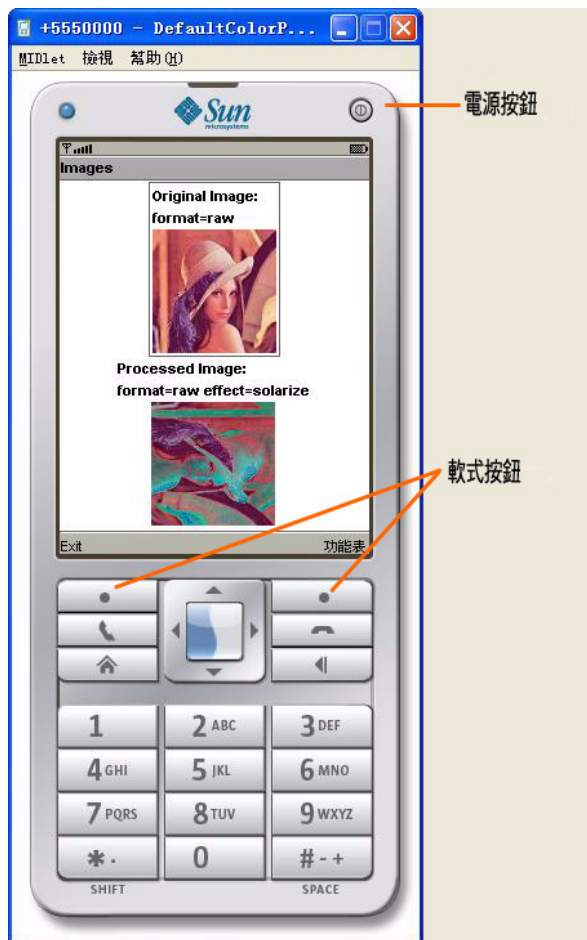 +5550000 - DefaultColorP...
MIDlet 檢視 幫助(H)
Sun
microsystems
電源按鈕
Images
Original Image:
format=raw
Processed Image:
format=raw effect=solarize
軟式按鈕
Exit 功能表
1 2 ABC 3 DEF
4 GHI 5 JKL 6 MNO
7 PQRS 8 TUV 9 WXYZ
* . 0 # - +
SHIFT SPACE